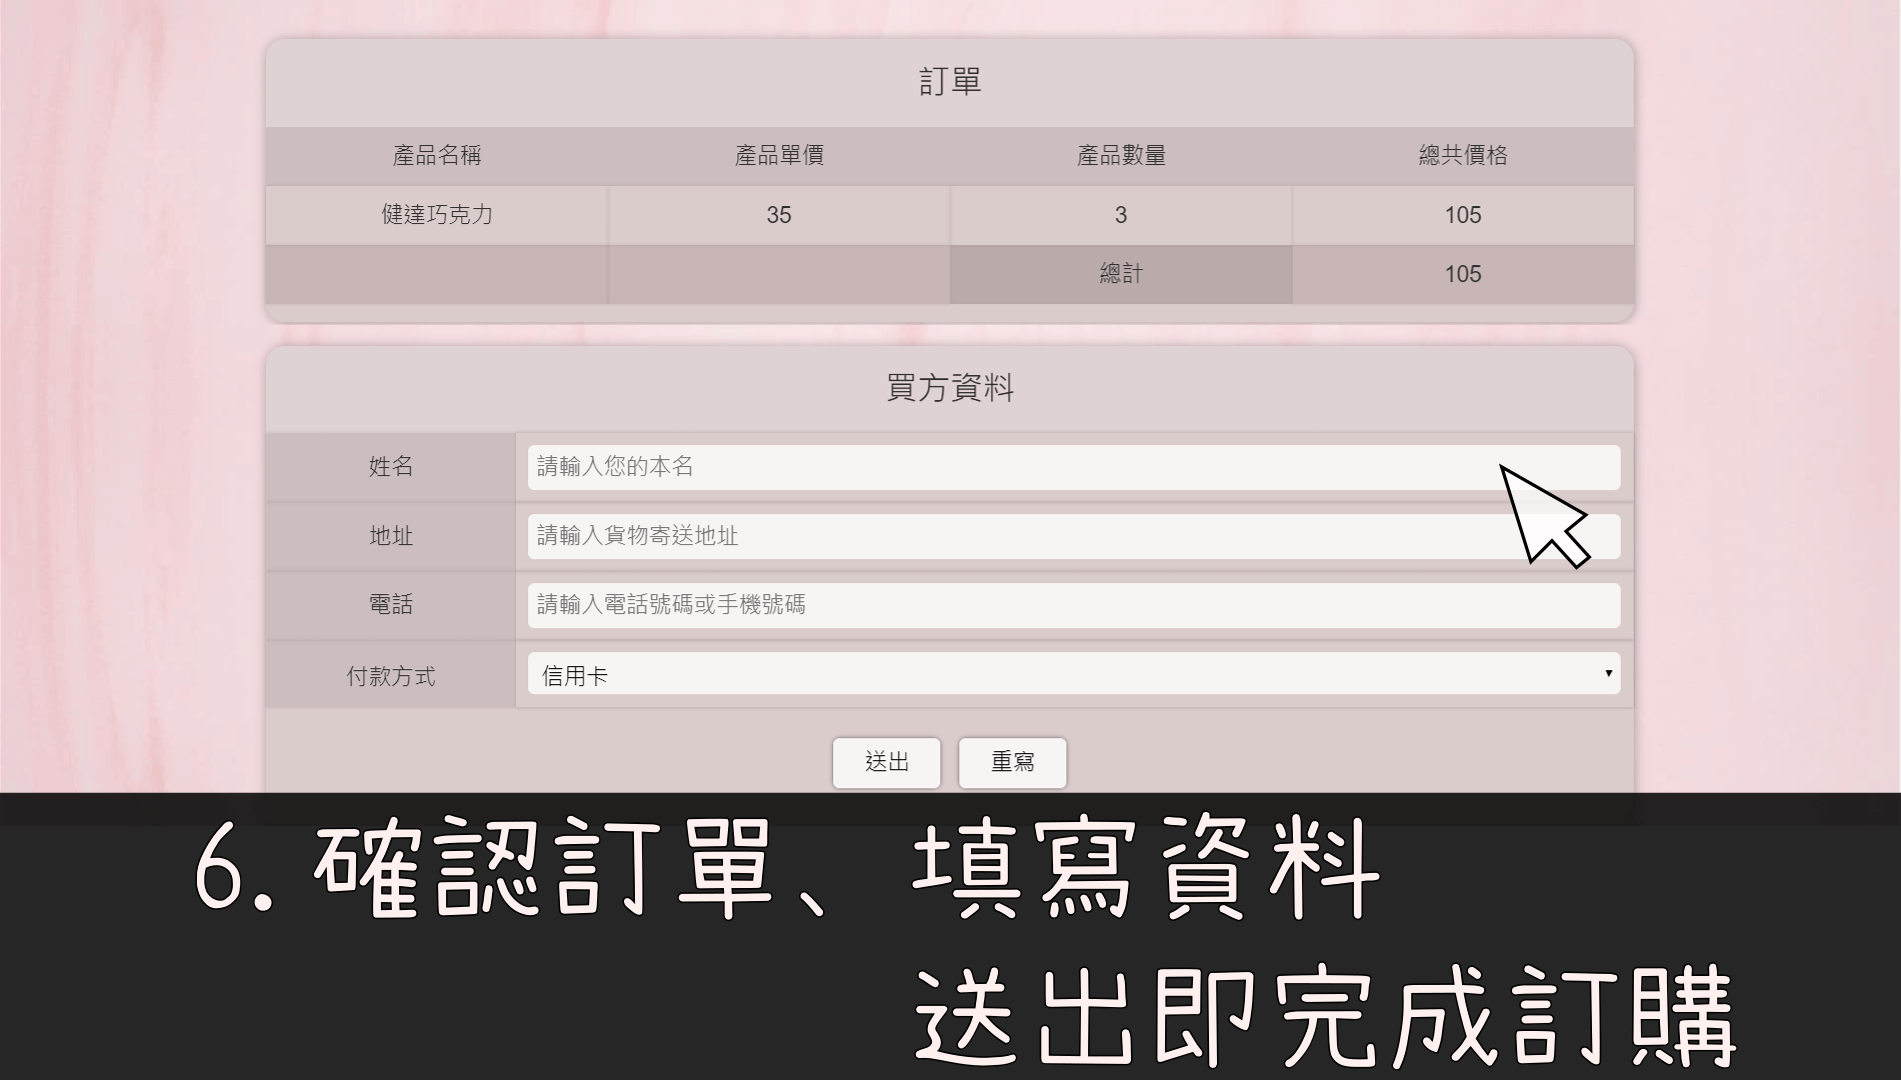 訂單
產品名稱 產品單價 產品數量 總共價格
健達巧克力 35 3 105
總計 105
買方資料
姓名 請輸入您的本名
地址 請輸入貨物寄送地址
電話 請輸入電話號碼或手機號碼
付款方式 信用卡
送出 重寫
6.確認訂單、填寫資料
送出即完成訂購